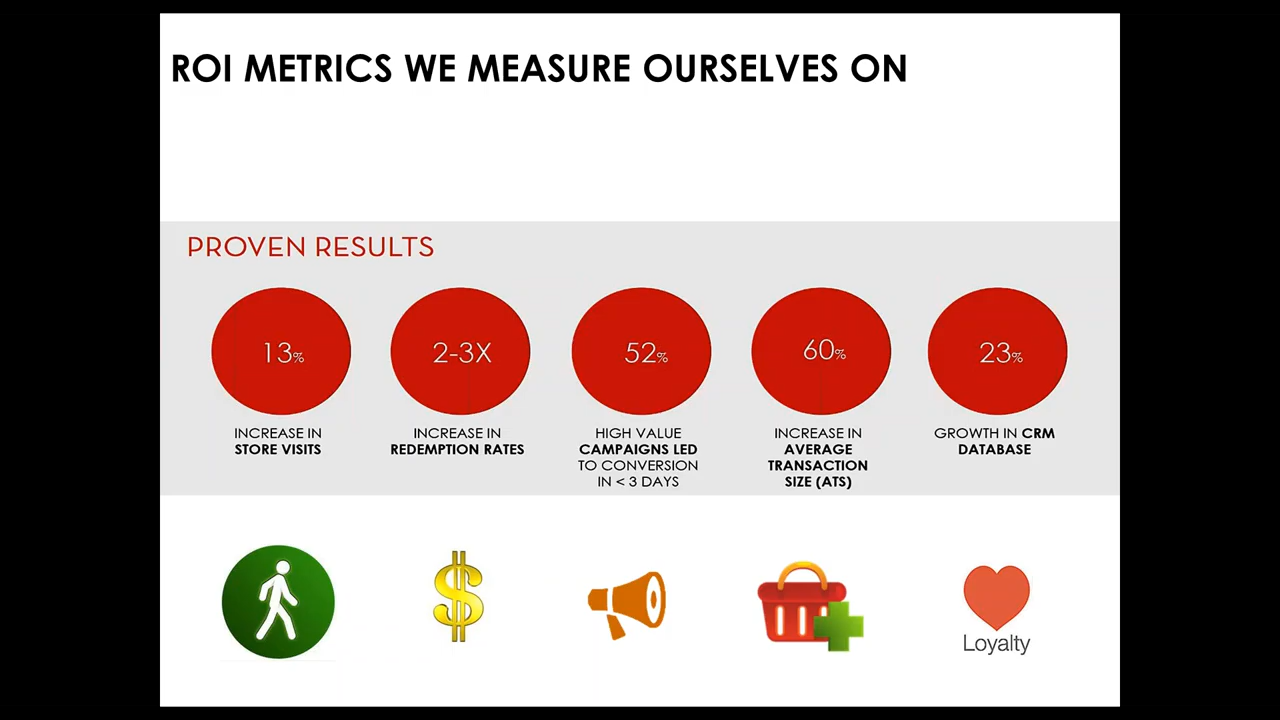 ROI METRICS WE MEASURE OURSELVES ON
PROVEN RESULTS
13%
INCREASE IN
STORE VISITS
2-3X
INCREASE IN
REDEMPTION RATES
52%
HIGH VALUE
CAMPAIGNS LED
TO CONVERSION
IN < 3 DAYS
60%
INCREASE IN
AVERAGE
TRANSACTION
SIZE (ATS)
23%
GROWTH IN CRM
DATABASE
$
Loyalty